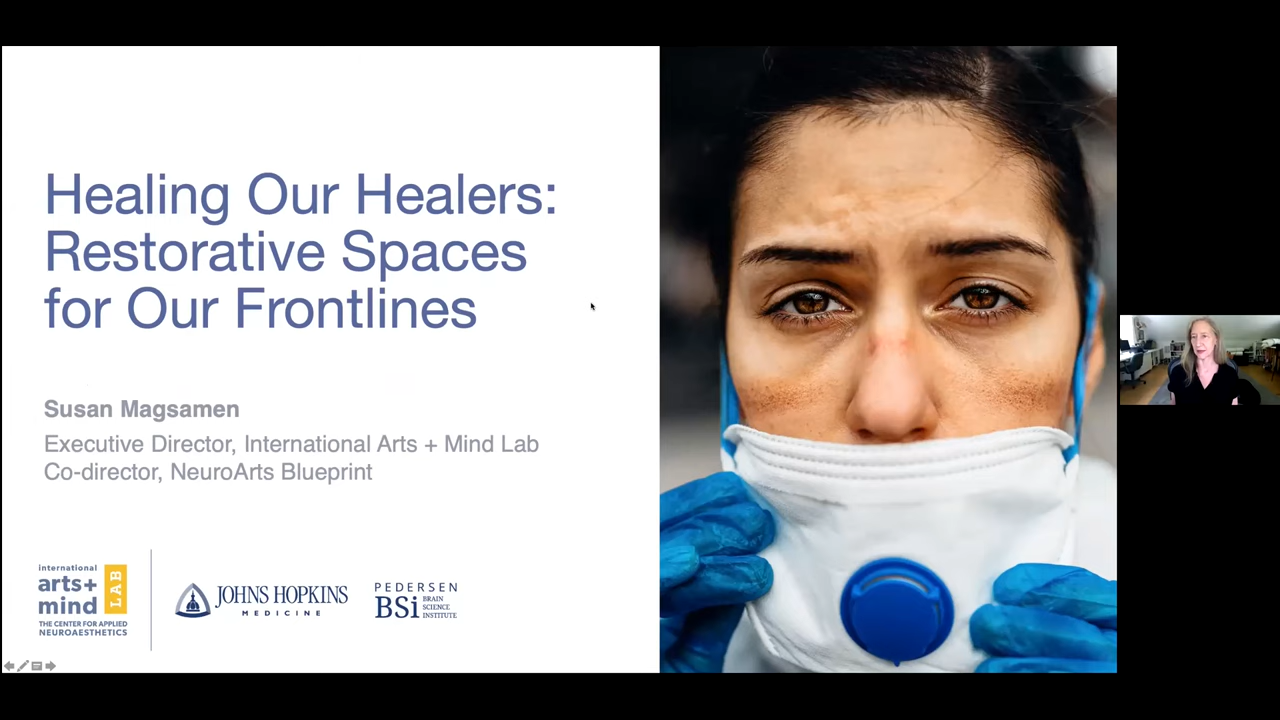 Healing Our Healers:
Restorative Spaces
for Our Frontlines
Susan Magsamen
Executive Director, International Arts + Mind Lab
Co-director, NeuroArts Blueprint
international
arts+
mind
LAB
THE CENTER FOR APPLIED
NEUROAESTHETICS
JOHNS HOPKINS
MEDICINE
PEDERSEN
BSi
BRAIN
SCIENCE
INSTITUTE